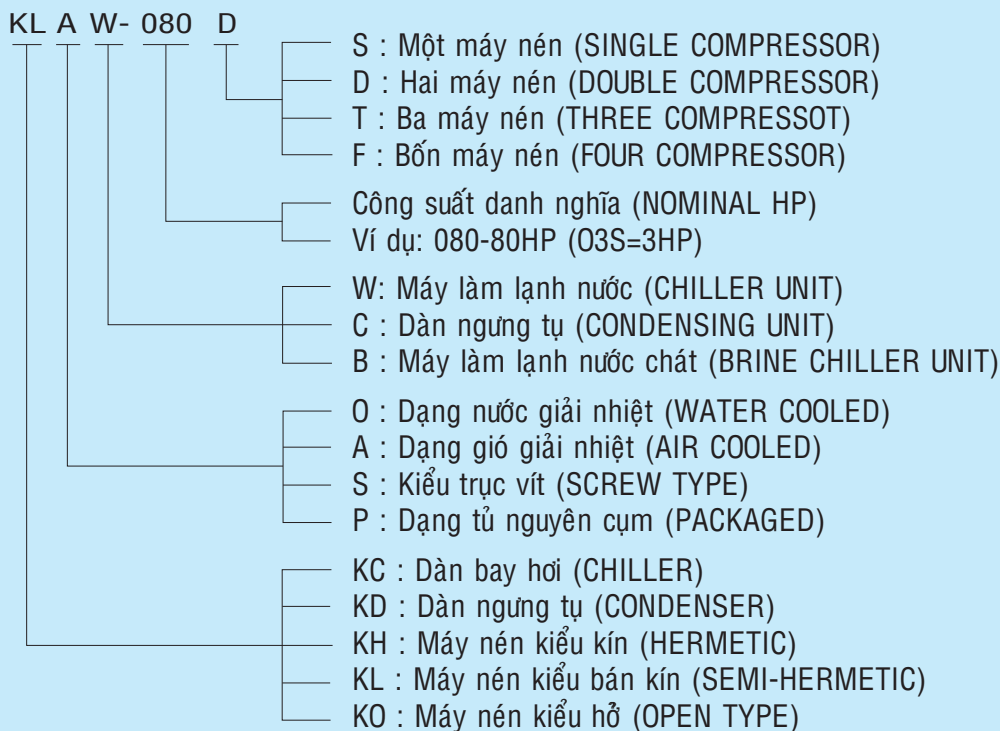 KL A W- 080 D
S : Một máy nén (SINGLE COMPRESSOR)
D : Hai máy nén (DOUBLE COMPRESSOR)
T : Ba máy nén (THREE COMPRESSOT)
F : Bốn máy nén (FOUR COMPRESSOR)
Công suất danh nghĩa (NOMINAL HP)
Ví dụ: 080-80HP (O3S=3HP)
W: Máy làm lạnh nước (CHILLER UNIT)
C : Dàn ngưng tụ (CONDENSING UNIT)
B : Máy làm lạnh nước chát (BRINE CHILLER UNIT)
O : Dạng nước giải nhiệt (WATER COOLED)
A : Dạng gió giải nhiệt (AIR COOLED)
S : Kiểu trục vít (SCREW TYPE)
P : Dạng tủ nguyên cụm (PACKAGED)
KC : Dàn bay hơi (CHILLER)
KD : Dàn ngưng tụ (CONDENSER)
KH : Máy nén kiểu kín (HERMETIC)
KL : Máy nén kiểu bán kín (SEMI-HERMETIC)
KO : Máy nén kiểu hở (OPEN TYPE)